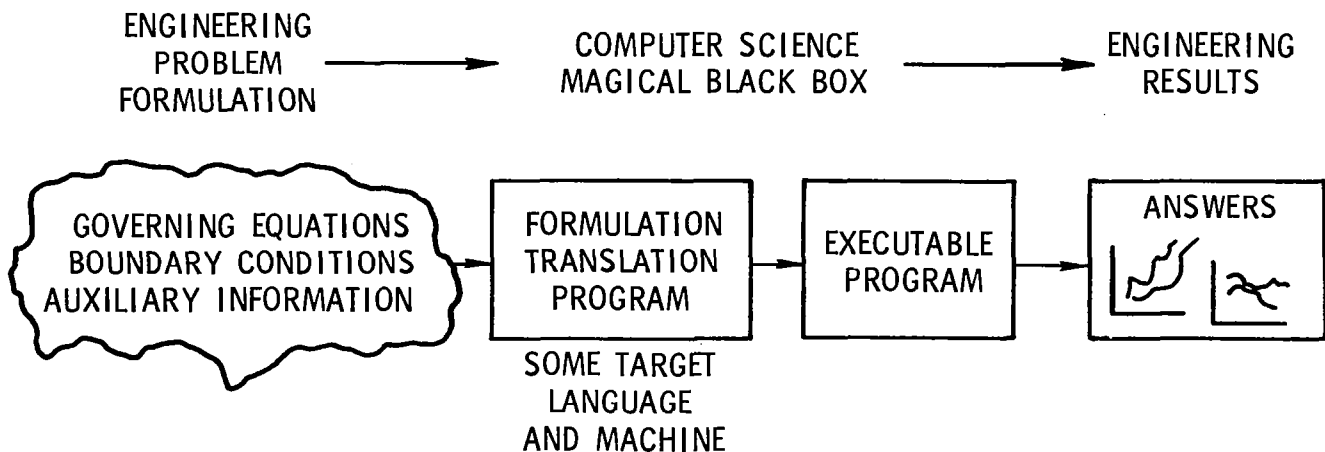 ENGINEERING
PROBLEM
FORMULATION
COMPUTER SCIENCE
MAGICAL BLACK BOX
ENGINEERING
RESULTS
GOVERNING EQUATIONS
BOUNDARY CONDITIONS
AUXILIARY INFORMATION
FORMULATION
TRANSLATION
PROGRAM
SOME TARGET
LANGUAGE
AND MACHINE
EXECUTABLE
PROGRAM
ANSWERS